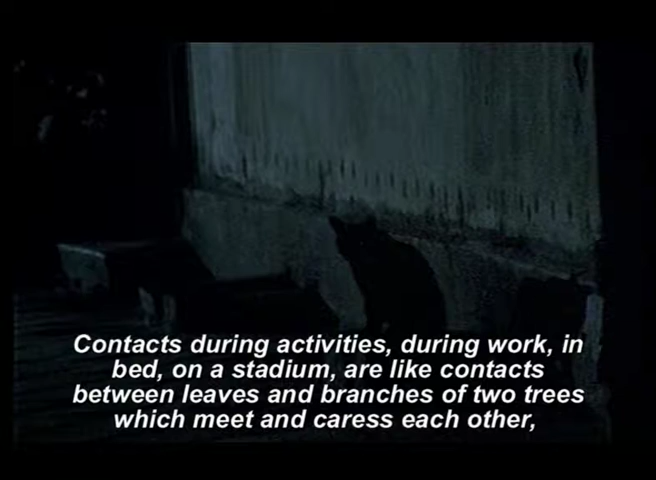 Contacts during activities, during work, in
bed, on a stadium, are like contacts
between leaves and branches of two trees
which meet and caress each other,